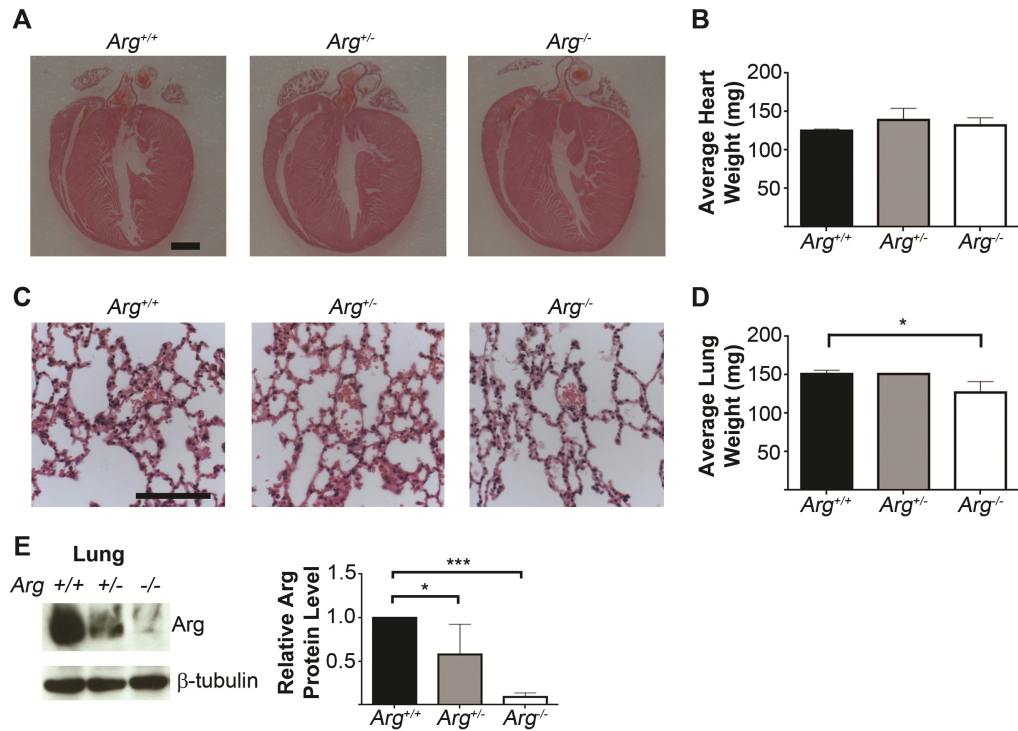 A
Arg+/+
Arg+/-
Arg-/-
B
Average Heart
Weight (mg)
200
150
100
50
Arg+/+
Arg+/-
Arg-/-
C
Arg+/+
Arg+/-
Arg-/-
D
Average Lung
Weight (mg)
200
150
100
50
*
Arg+/+
Arg+/-
Arg-/-
E
Lung
Arg +/+ +/- -/-
Arg
β-tubulin
Relative Arg
Protein Level
1.5
1.0
0.5
***
*
Arg+/+
Arg+/-
Arg-/-